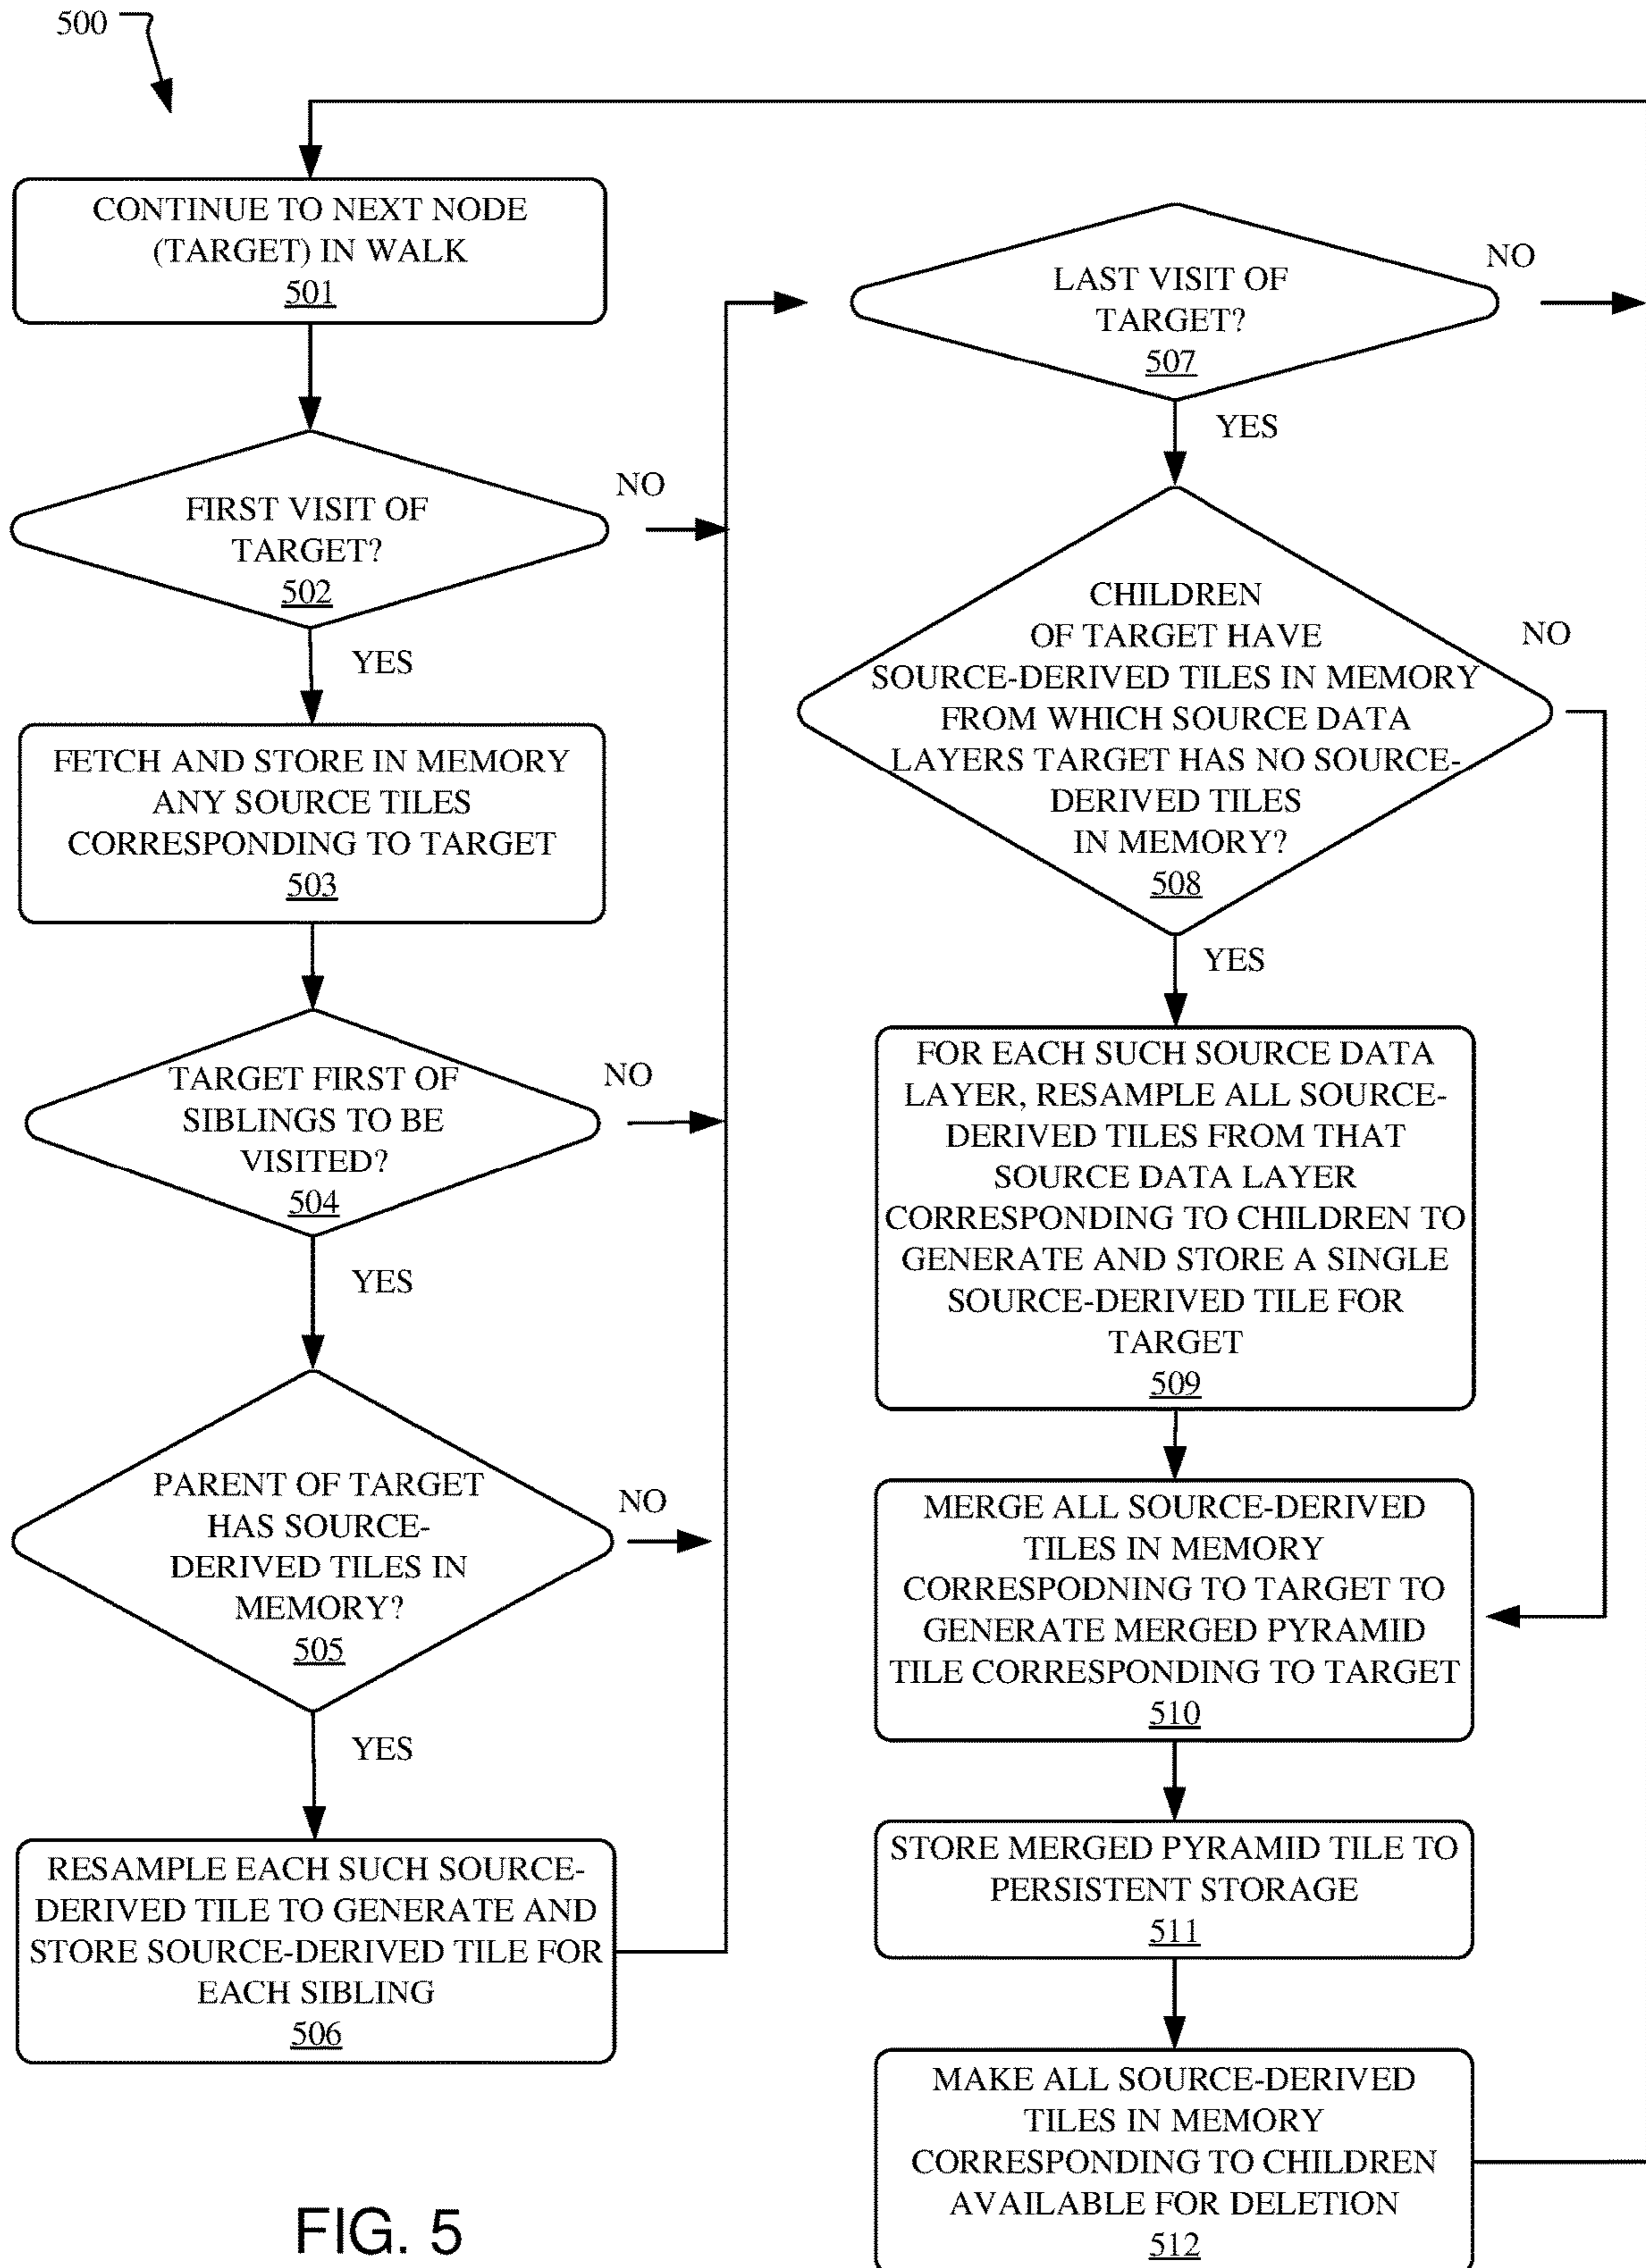 500
CONTINUE TO NEXT NODE
(TARGET) IN WALK
501
FIRST VISIT OF
TARGET?
502
NO
YES
FETCH AND STORE IN MEMORY
ANY SOURCE TILES
CORRESPONDING TO TARGET
503
TARGET FIRST OF
SIBLINGS TO BE
VISITED?
504
NO
YES
PARENT OF TARGET
HAS SOURCE-
DERIVED TILES IN
MEMORY?
505
NO
YES
RESAMPLE EACH SUCH SOURCE-
DERIVED TILE TO GENERATE AND
STORE SOURCE-DERIVED TILE FOR
EACH SIBLING
506
LAST VISIT OF
TARGET?
507
NO
YES
CHILDREN
OF TARGET HAVE
SOURCE-DERIVED TILES IN MEMORY
FROM WHICH SOURCE DATA
LAYERS TARGET HAS NO SOURCE-
DERIVED TILES
IN MEMORY?
508
NO
YES
FOR EACH SUCH SOURCE DATA
LAYER, RESAMPLE ALL SOURCE-
DERIVED TILES FROM THAT
SOURCE DATA LAYER
CORRESPONDING TO CHILDREN TO
GENERATE AND STORE A SINGLE
SOURCE-DERIVED TILE FOR
TARGET
509
MERGE ALL SOURCE-DERIVED
TILES IN MEMORY
CORRESPODNING TO TARGET TO
GENERATE MERGED PYRAMID
TILE CORRESPONDING TO TARGET
510
STORE MERGED PYRAMID TILE TO
PERSISTENT STORAGE
511
MAKE ALL SOURCE-DERIVED
TILES IN MEMORY
CORRESPONDING TO CHILDREN
AVAILABLE FOR DELETION
512
FIG. 5